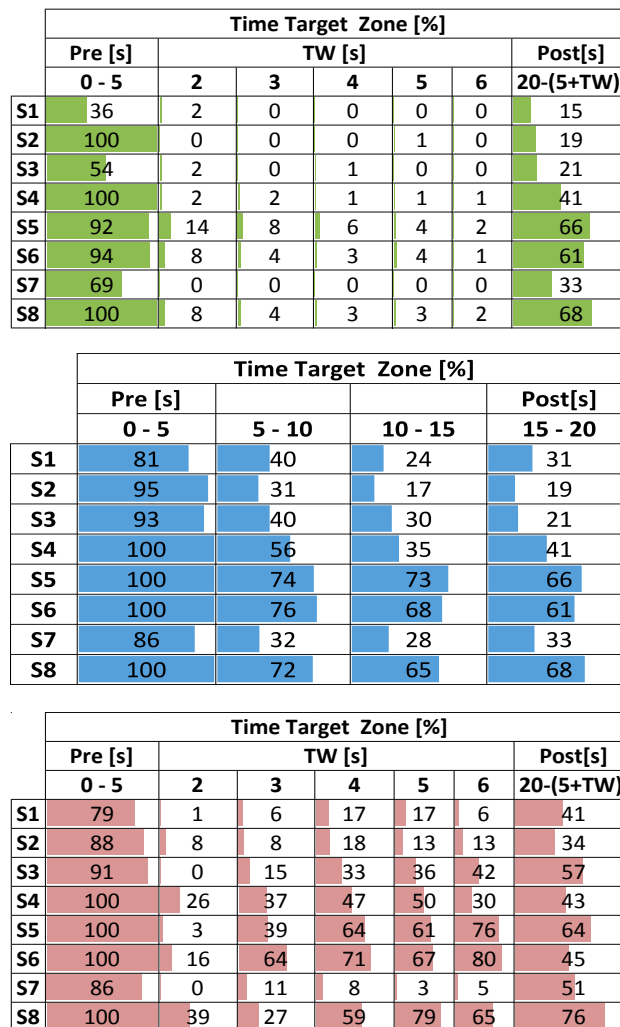 Time Target Zone [%]
Pre [s] TW [s] Post[s]
0 - 5 2 3 4 5 6 20-(5+TW)
S1 36 2 0 0 0 0 15
S2 100 0 0 0 1 0 19
S3 54 2 0 1 0 0 21
S4 100 2 2 1 1 1 41
S5 92 14 8 6 4 2 66
S6 94 8 4 3 4 1 61
S7 69 0 0 0 0 0 33
S8 100 8 4 3 3 2 68
Time Target Zone [%]
Pre [s] Post[s]
0 - 5 5 - 10 10 - 15 15 - 20
S1 81 40 24 31
S2 95 31 17 19
S3 93 40 30 21
S4 100 56 35 41
S5 100 74 73 66
S6 100 76 68 61
S7 86 32 28 33
S8 100 72 65 68
Time Target Zone [%]
Pre [s] TW [s] Post[s]
0 - 5 2 3 4 5 6 20-(5+TW)
S1 79 1 6 17 17 6 41
S2 88 8 8 18 13 13 34
S3 91 0 15 33 36 42 57
S4 100 26 37 47 50 30 43
S5 100 3 39 64 61 76 64
S6 100 16 64 71 67 80 45
S7 86 0 11 8 3 5 51
S8 100 39 27 59 79 65 76